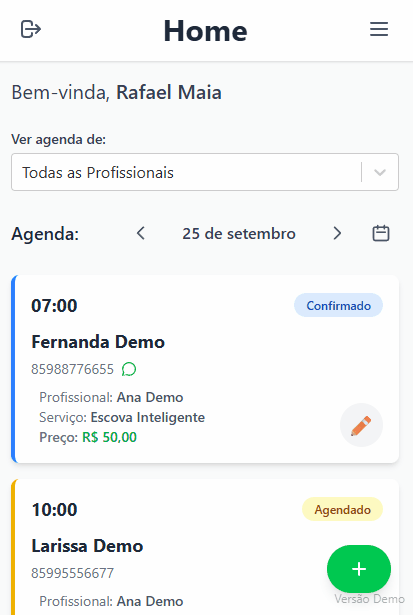 Home
Bem-vinda, Rafael Maia
Ver agenda de:
Todas as Profissionais
Agenda:
25 de setembro
07:00
Confirmado
Fernanda Demo
85988776655
Profissional: Ana Demo
Serviço: Escova Inteligente
Preço: R$ 50,00
10:00
Agendado
Larissa Demo
85995556677
Profissional: Ana Demo
Versão Demo